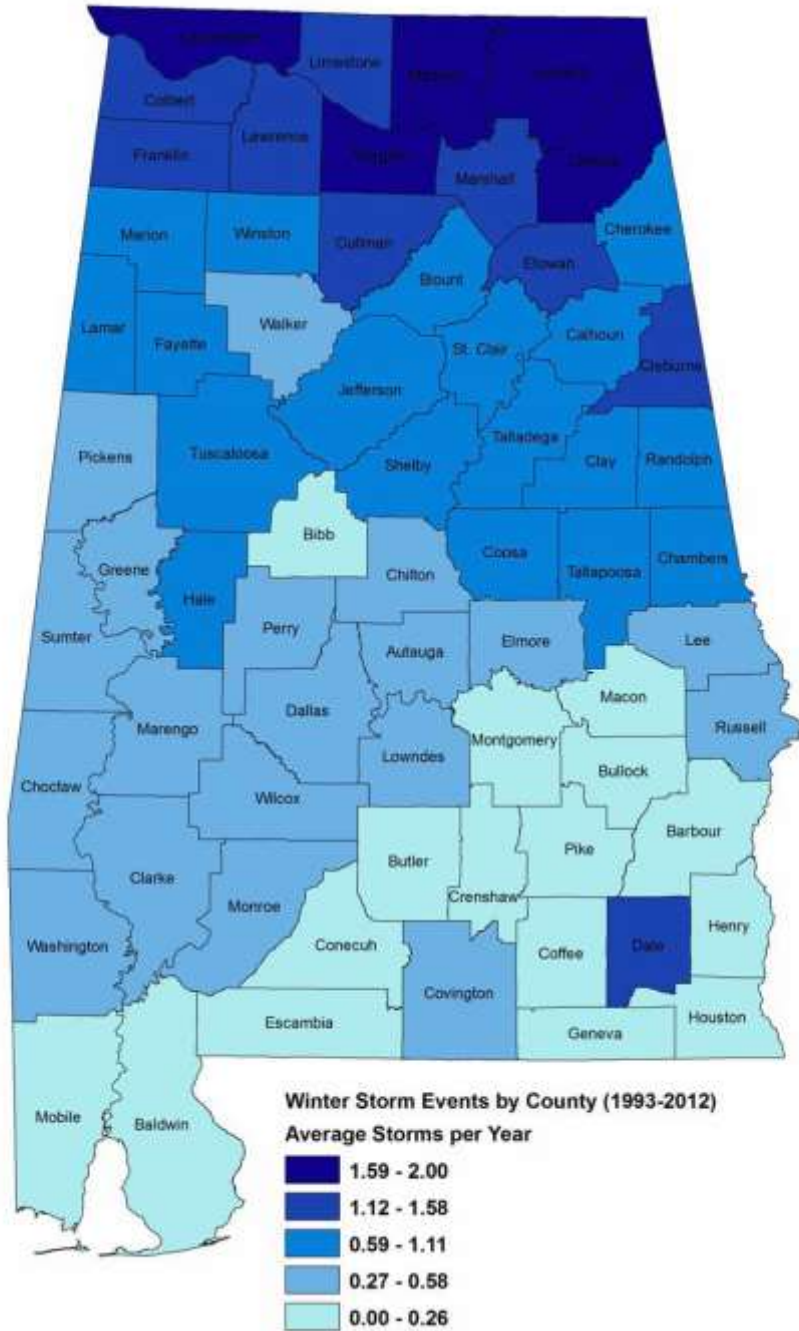 Limestone
Colbert
Lawrence
Franklin
Marshall
Cherokee
Marion
Winston
Cullman
Etowah
Blount
Walker
Lamar
Fayette
St. Clair
Calhoun
Cleburne
Jefferson
Pickens
Tuscaloosa
Talladega
Shelby
Clay
Randolph
Bibb
Greene
Chilton
Coosa
Tallapoosa
Chambers
Hale
Sumter
Perry
Autauga
Elmore
Lee
Macon
Marengo
Dallas
Montgomery
Russell
Choctaw
Lowndes
Bullock
Wilcox
Barbour
Clarke
Butler
Pike
Monroe
Crenshaw
Washington
Conecuh
Coffee
Dale
Henry
Covington
Escambia
Geneva
Houston
Mobile
Baldwin
Winter Storm Events by County (1993-2012)
Average Storms per Year
1.59 - 2.00
1.12 - 1.58
0.59 - 1.11
0.27 - 0.58
0.00 - 0.26